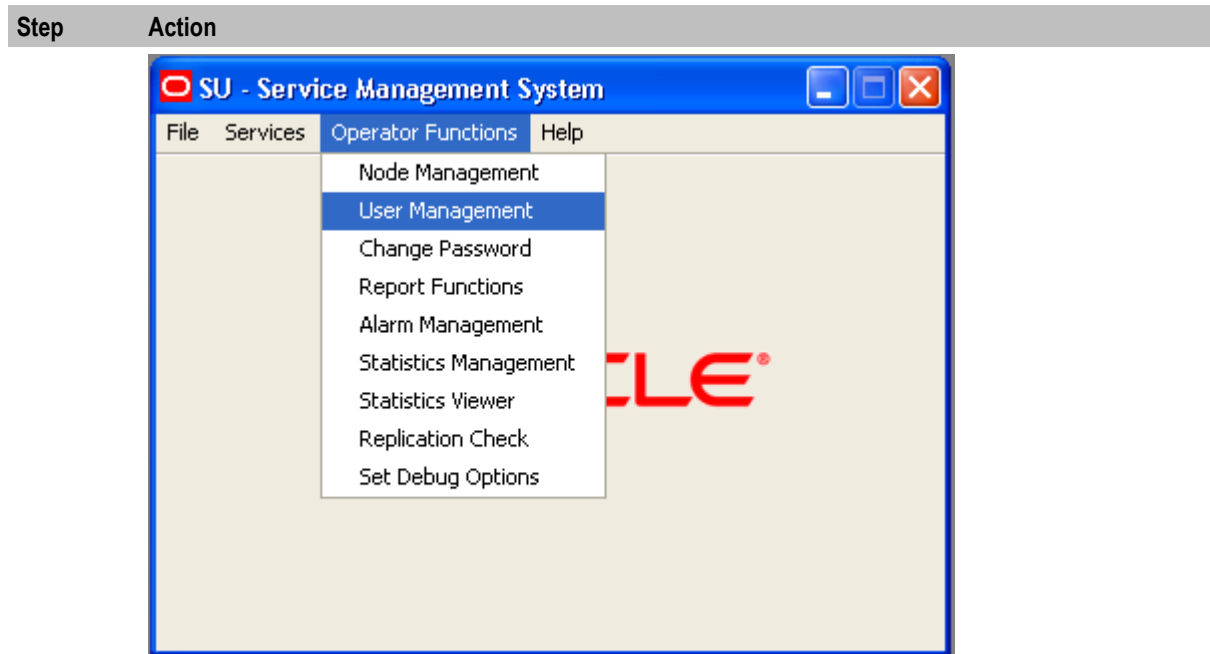 Step Action
SU - Service Management System
File Services Operator Functions Help
Node Management
User Management
Change Password
Report Functions
Alarm Management
Statistics Management
Statistics Viewer
Replication Check
Set Debug Options
CLE®